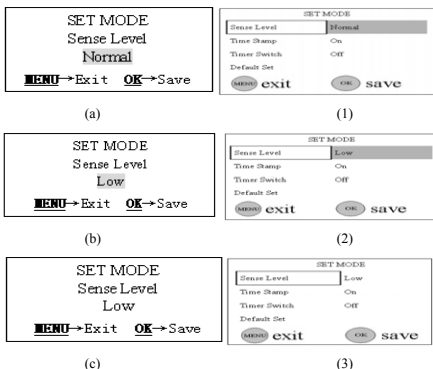 SET MODE
Sense Level
Normal
MENU→Exit OK→Save
(a)
SET MODE
Sense Level Normal
Time Stamp On
Timer Switch Off
Default Set
MENU exit OK save
(1)
SET MODE
Sense Level
Low
MENU→Exit OK→Save
(b)
SET MODE
Sense Level Low
Time Stamp On
Timer Switch Off
Default Set
MENU exit OK save
(2)
SET MODE
Sense Level
Low
MENU→Exit OK→Save
(c)
SET MODE
Sense Level Low
Time Stamp On
Timer Switch Off
Default Set
MENU exit OK save
(3)